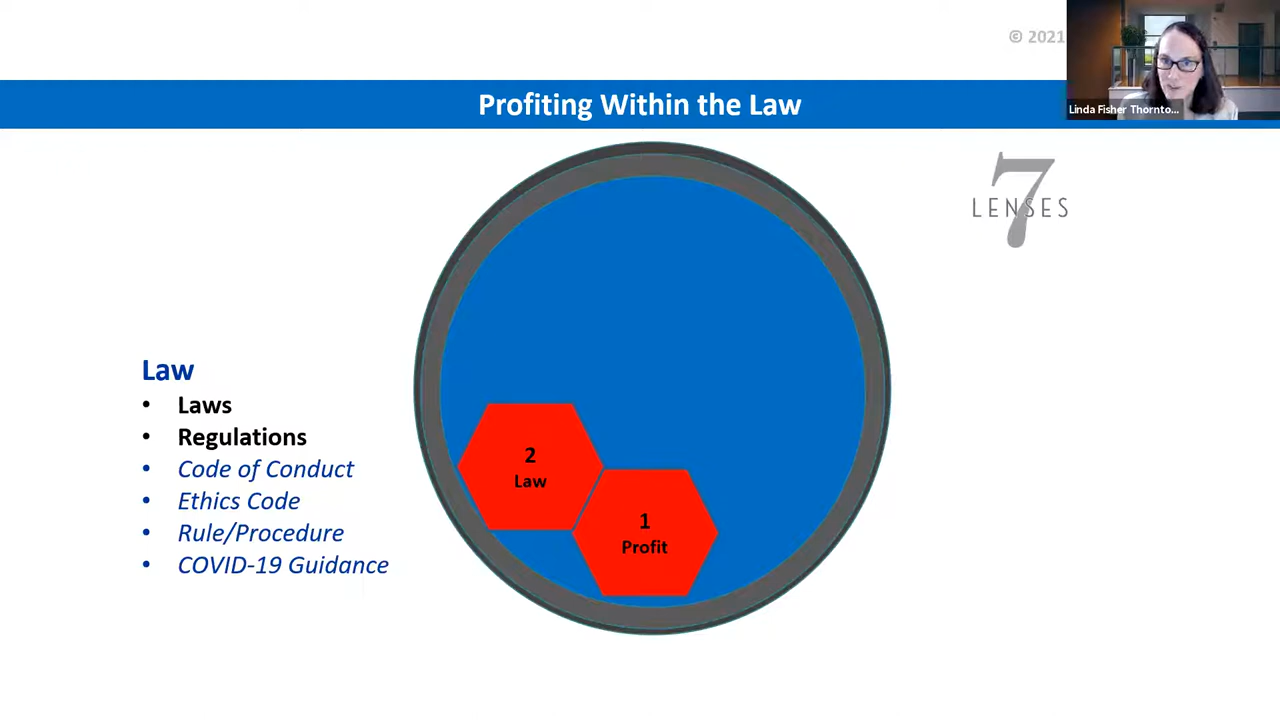 © 2021
Profiting Within the Law
Linda Fisher Thornto...
7
LENSES
Law
• Laws
• Regulations
• Code of Conduct
• Ethics Code
• Rule/Procedure
• COVID-19 Guidance
2
Law
1
Profit